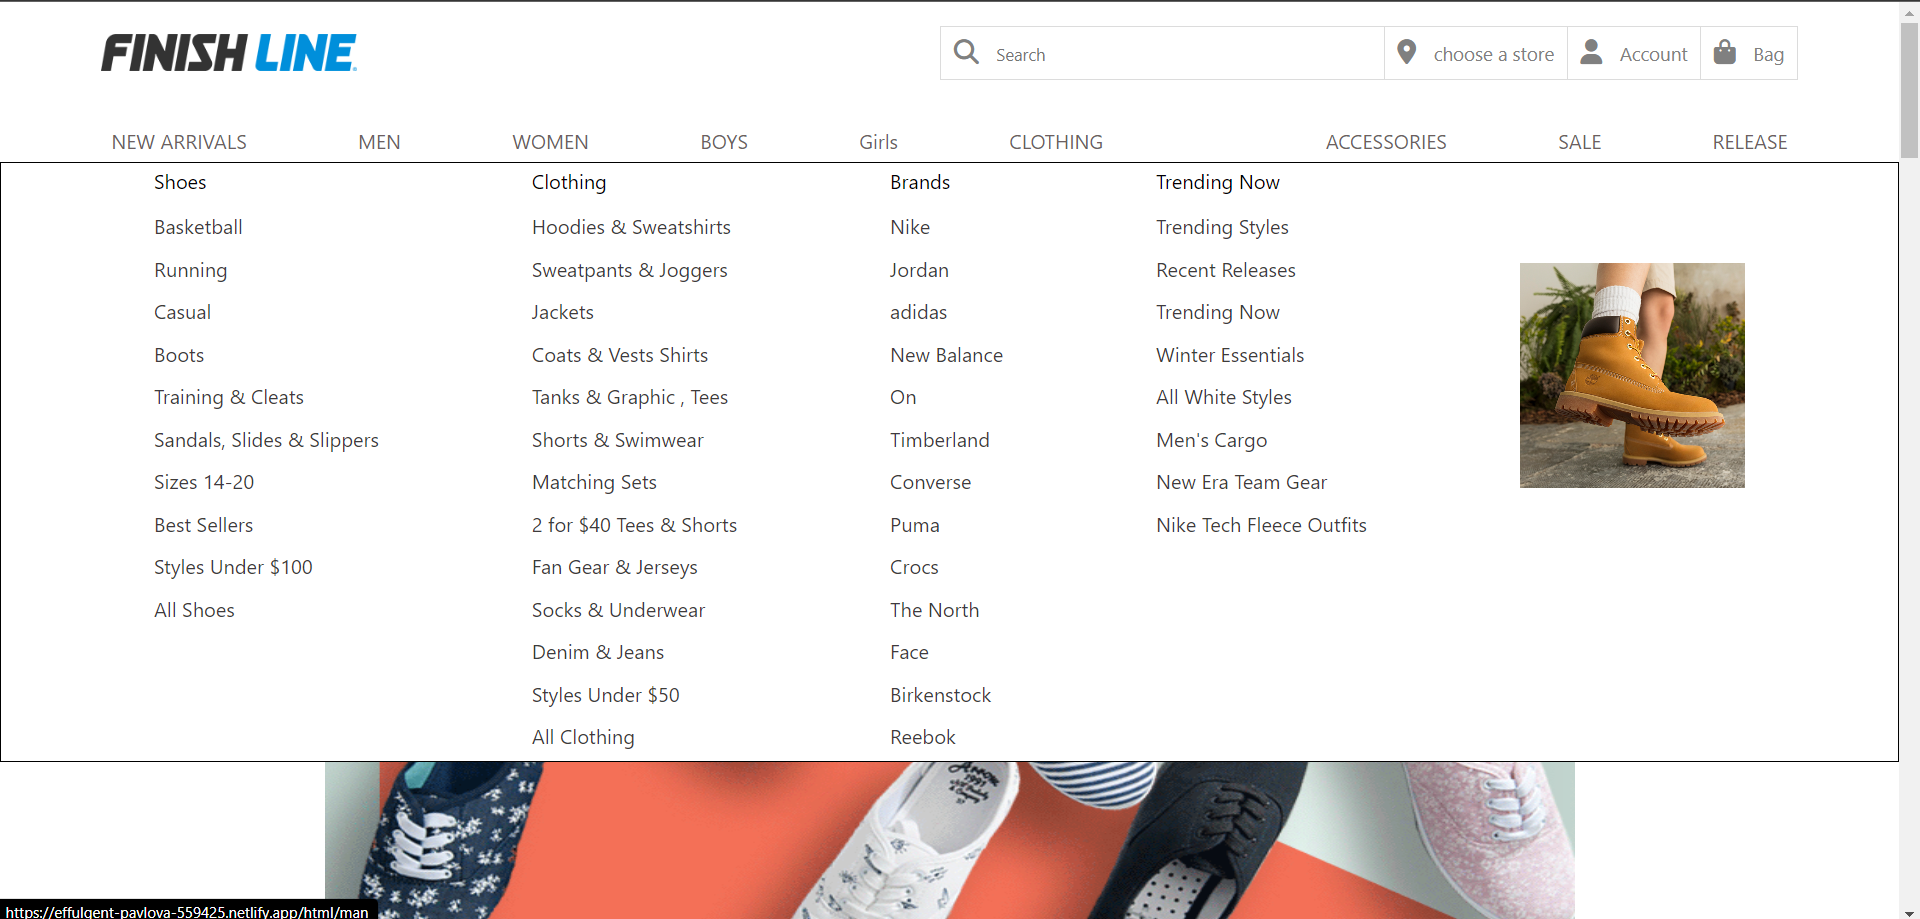 FINISH LINE
Search
choose a store
Account
Bag
NEW ARRIVALS
MEN
WOMEN
BOYS
Girls
CLOTHING
ACCESSORIES
SALE
RELEASE
Shoes
Basketball
Running
Casual
Boots
Training & Cleats
Sandals, Slides & Slippers
Sizes 14-20
Best Sellers
Styles Under $100
All Shoes
Clothing
Hoodies & Sweatshirts
Sweatpants & Joggers
Jackets
Coats & Vests Shirts
Tanks & Graphic , Tees
Shorts & Swimwear
Matching Sets
2 for $40 Tees & Shorts
Fan Gear & Jerseys
Socks & Underwear
Denim & Jeans
Styles Under $50
All Clothing
Brands
Nike
Jordan
adidas
New Balance
On
Timberland
Converse
Puma
Crocs
The North
Face
Birkenstock
Reebok
Trending Now
Trending Styles
Recent Releases
Trending Now
Winter Essentials
All White Styles
Men's Cargo
New Era Team Gear
Nike Tech Fleece Outfits
1991
https://effulgent-pavlova-559425.netlify.app/html/man